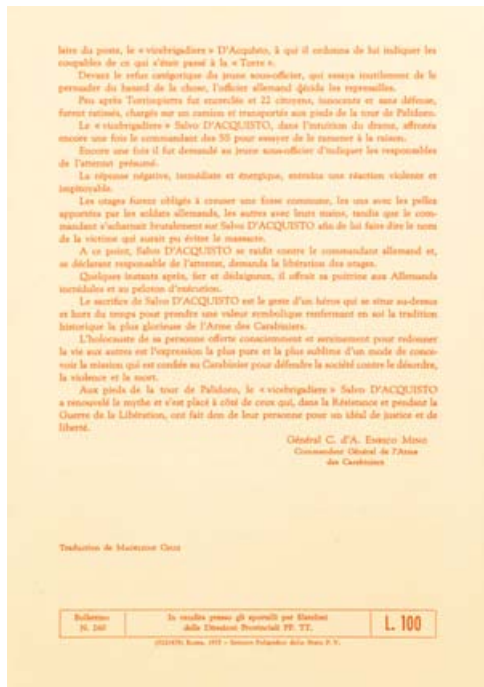 laire du poste, le « vicebrigadiere » D'Acquisto, à qui il ordonna de lui indiquer les
coupables de ce qui s'était passé à la « Torre ».
Devant le refus catégorique du jeune sous-officier, qui essaya inutilement de le
persuader du hasard de la chose, l'officier allemand décida les represailles.
Peu après Torrimpietra fut encerclée et 22 citoyens, innocents et sans défense,
furent ratissés, chargés sur un camion et transportés aux pieds de la tour de Palidoro.
Le « vicebrigadiere » Salvo D'ACQUISTO, dans l'intuition du drame, affronta
encore une fois le commandant des SS pour essayer de le ramener à la raison.
Encore une fois il fut demandé au jeune sous-officier d'indiquer les responsables
de l'attentat présumé.
La réponse négative, immédiate et énergique, entraîna une réaction violente et
impitoyable.
Les otages furent obligés à creuser une fosse commune, les uns avec les pelles
apportées par les soldats allemands, les autres avec leurs mains, tandis que le com-
mandant s'acharnait brutalement sur Salvo D'ACQUISTO afin de lui faire dire le nom
de la victime qui aurait pu éviter le massacre.
A ce point, Salvo D'ACQUISTO se raidit contre le commandant allemand et,
se déclarant responsable de l'attentat, demanda la libération des otages.
Quelques instants après, fier et dédaigneux, il offrait sa poitrine aux Allemands
incrédules et au peloton d'exécution.
Le sacrifice de Salvo D'ACQUISTO est le geste d'un héros qui se situe au-dessus
et hors du temps pour prendre une valeur symbolique renfermant en soi la tradition
historique la plus glorieuse de l'Arme des Carabiniers.
L'holocauste de sa personne offerte consciemment et sereinement pour redonner
la vie aux autres est l'expression la plus pure et la plus sublime d'un mode de conce-
voir la mission qui est confiée au Carabinier pour défendre la société contre le désordre,
la violence et la mort.
Aux pieds de la tour de Palidoro, le « vicebrigadiere » Salvo D'ACQUISTO
a renouvelé le mythe et s'est placé à côté de ceux qui, dans la Résistance et pendant la
Guerre de la Libération, ont fait don de leur personne pour un idéal de justice et de
liberté.
Général C. d'A. ENRICO MINO
Commandant Général de l'Arme
des Carabiniers
Traduction de MADELEINE
Bollettino
N. 260
In vendita presso gli sportelli per filatelisti
delle Direzioni Provinciali PP. TT.
L. 100
Roma, 1975 - Istituto Poligrafico dello Stato P. V.